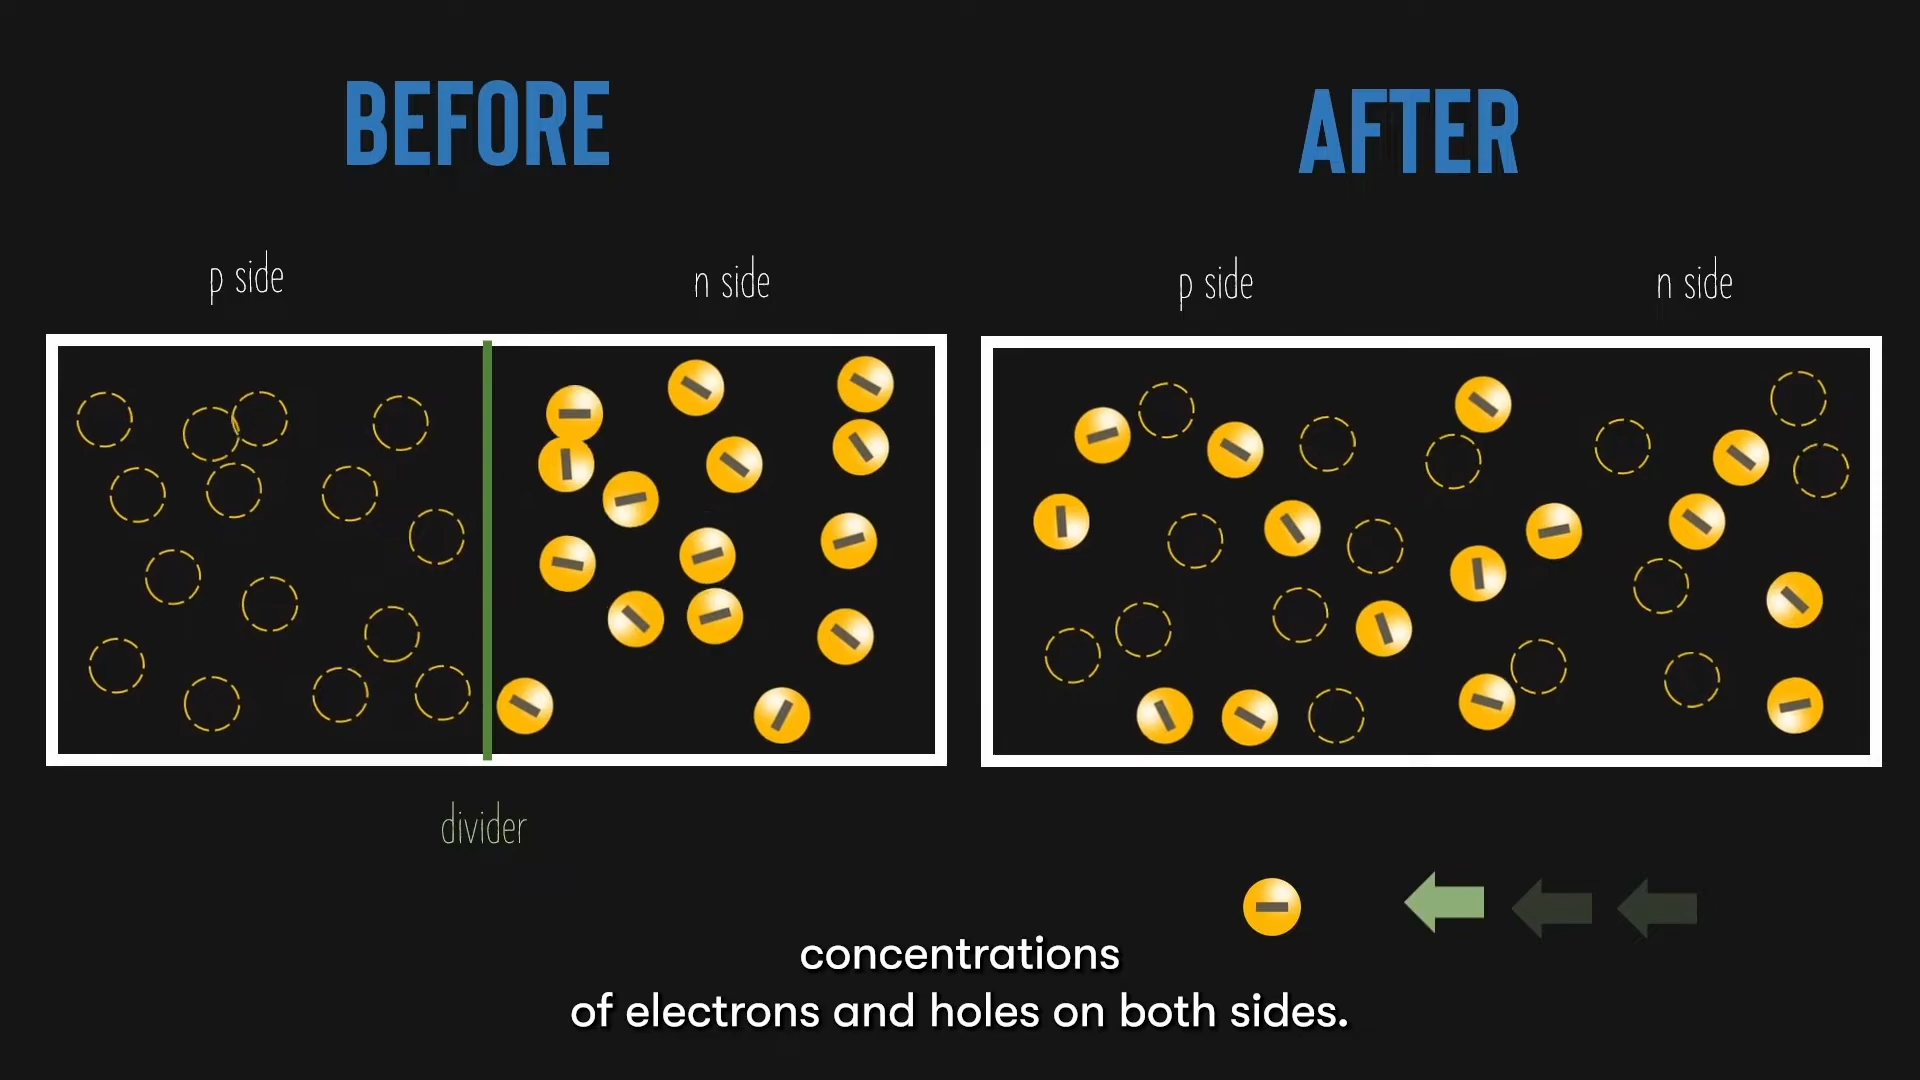 BEFORE
AFTER
p side
n side
p side
n side
divider
concentrations
of electrons and holes on both sides.